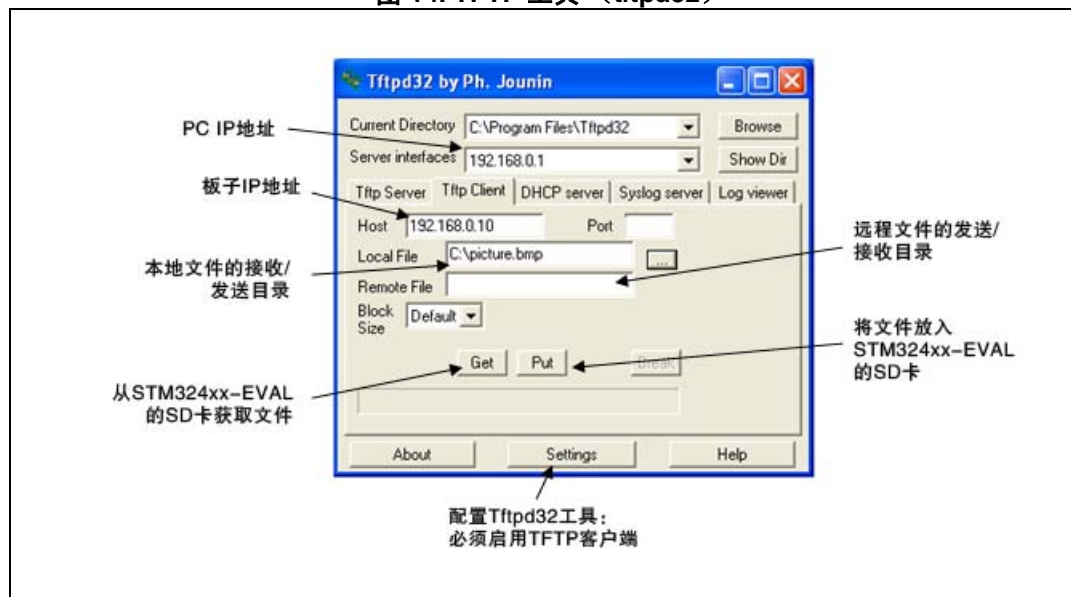 Tftpd32 by Ph. Jounin
PC IP地址
Current Directory C:\Program Files\Tftpd32 Browse
Server interfaces 192.168.0.1 Show Dir
板子IP地址
Tftp Server Tftp Client DHCP server Syslog server Log viewer
Host 192.168.0.10 Port
本地文件的接收/
发送目录
Local File C:\picture.bmp ...
Remote File
远程文件的发送/
接收目录
Block
Size Default
Get Put Break
将文件放入
STM324xx-EVAL
的SD卡
从STM324xx-EVAL
的SD卡获取文件
About Settings Help
配置Tftpd32工具：
必须启用TFTP客户端